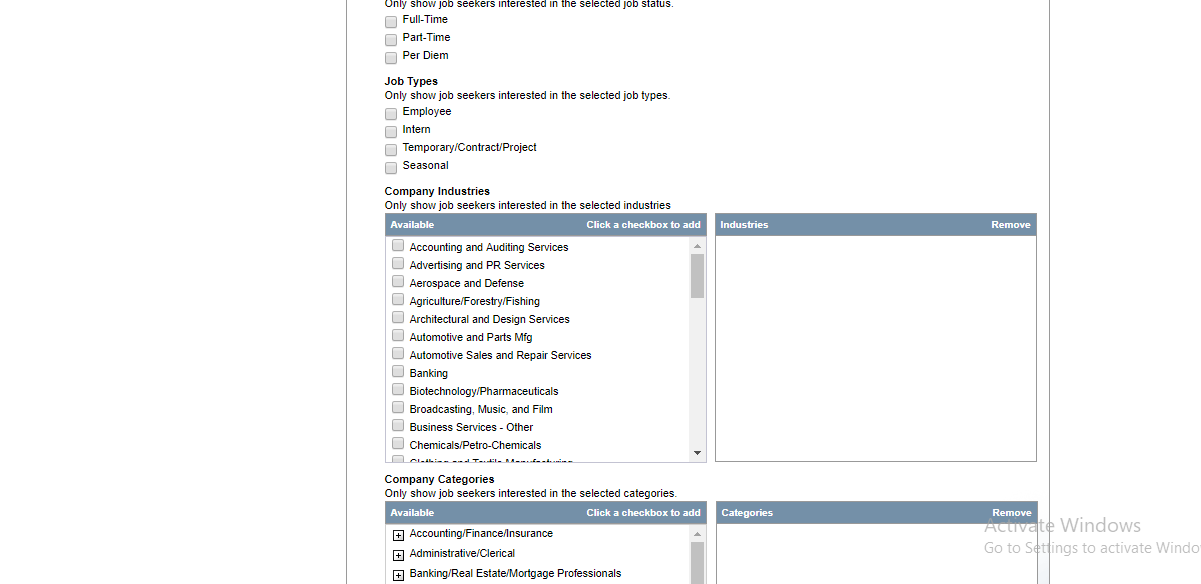 Only show job seekers interested in the selected job status.
Full-Time
Part-Time
Per Diem
Job Types
Only show job seekers interested in the selected job types.
Employee
Intern
Temporary/Contract/Project
Seasonal
Company Industries
Only show job seekers interested in the selected industries
Available Click a checkbox to add
Industries Remove
Accounting and Auditing Services
Advertising and PR Services
Aerospace and Defense
Agriculture/Forestry/Fishing
Architectural and Design Services
Automotive and Parts Mfg
Automotive Sales and Repair Services
Banking
Biotechnology/Pharmaceuticals
Broadcasting, Music, and Film
Business Services - Other
Chemicals/Petro-Chemicals
Clothing and Textile Manufacturing
Company Categories
Only show job seekers interested in the selected categories.
Available Click a checkbox to add
Categories Remove
Accounting/Finance/Insurance
Administrative/Clerical
Banking/Real Estate/Mortgage Professionals
Activate Windows
Go to Settings to activate Windo